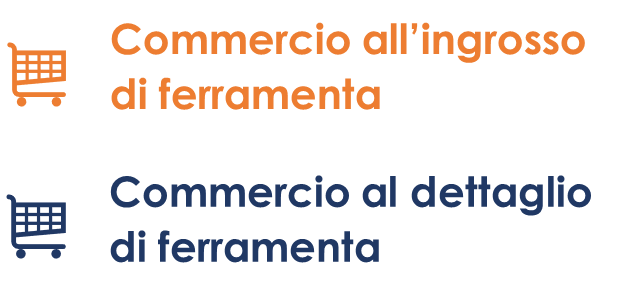 Commercio all’ingrosso
di ferramenta
Commercio al dettaglio
di ferramenta